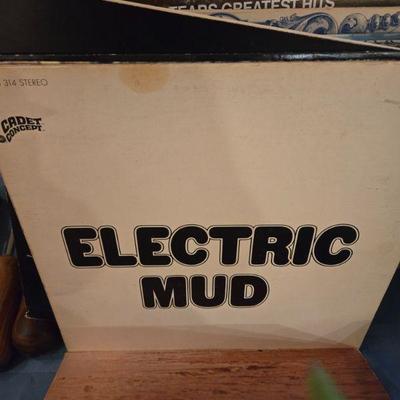 TEARS GREATEST HITS
314 STEREO
CADET
CONCEPT
ELECTRIC
MUD